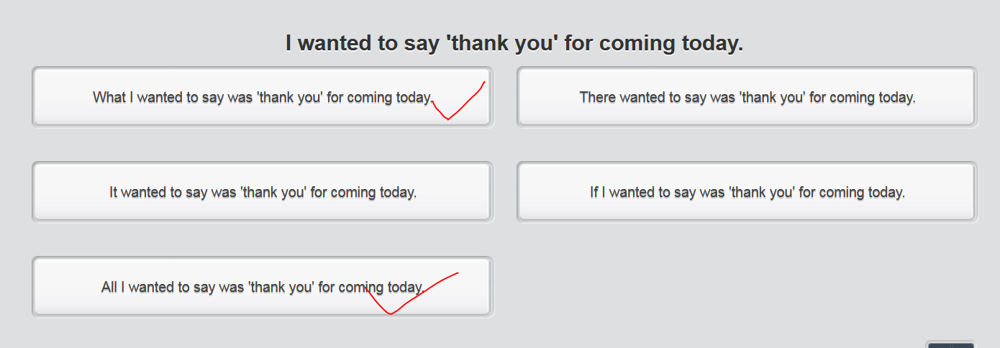 I wanted to say 'thank you' for coming today.
What I wanted to say was 'thank you' for coming today.
There wanted to say was 'thank you' for coming today.
It wanted to say was 'thank you' for coming today.
If I wanted to say was 'thank you' for coming today.
All I wanted to say was 'thank you' for coming today.